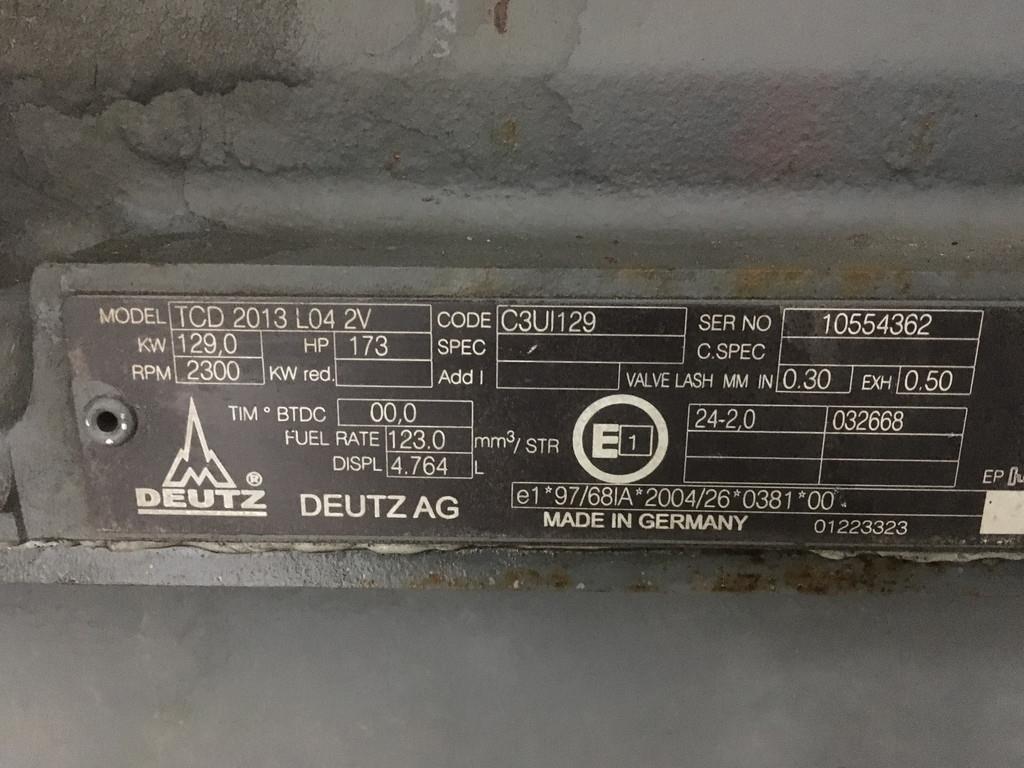 MODEL TCD 2013 L04 2V CODE C3UI129 SER NO 10554362
KW 129,0 HP 173 SPEC C.SPEC
RPM 2300 KW red. Add I VALVE LASH MM IN 0.30 EXH 0.50
TIM ° BTDC 00,0 24-2,0 032668
FUEL RATE 123.0 mm³/ STR E 1
DISPL 4.764 L
DEUTZ ® DEUTZ AG EP
e1*97/68IA*2004/26*0381*00
MADE IN GERMANY 01223323